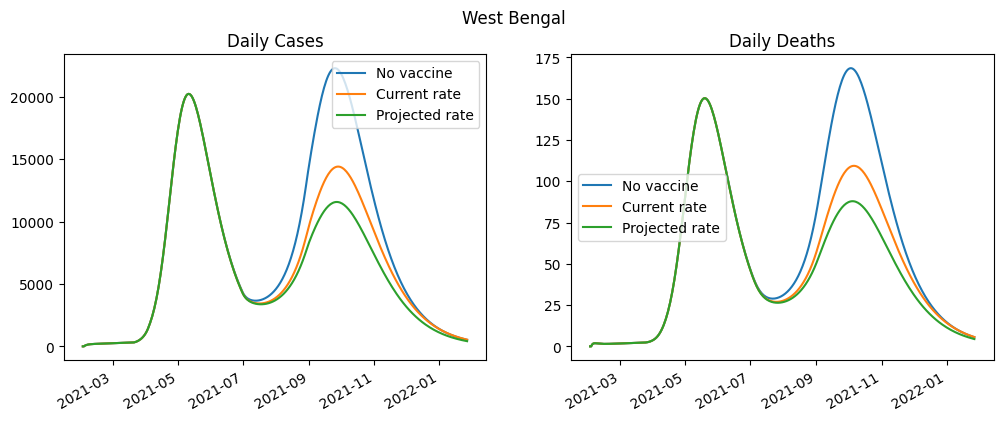 West Bengal
Daily Cases
20000
15000
10000
5000
0
No vaccine
Current rate
Projected rate
2021-03
2021-05
2021-07
2021-09
2021-11
2022-01
Daily Deaths
175
150
125
100
75
50
25
0
No vaccine
Current rate
Projected rate
2021-03
2021-05
2021-07
2021-09
2021-11
2022-01